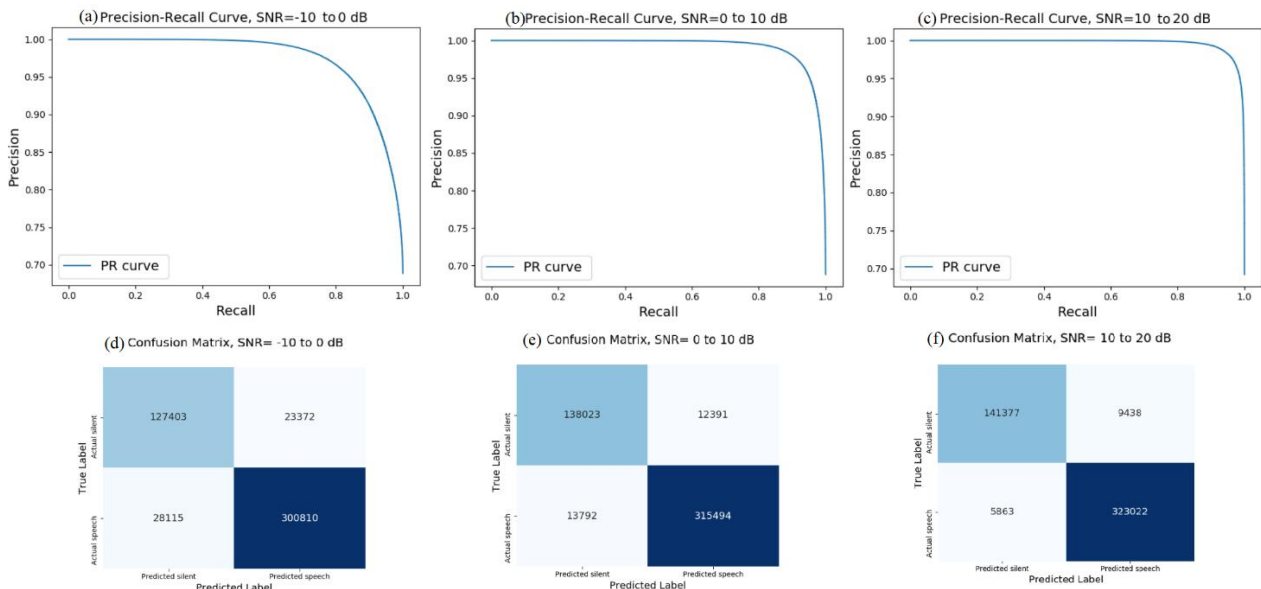 (a) Precision-Recall Curve, SNR=-10 to 0 dB
1.00
0.95
0.90
0.85
0.80
0.75
0.70
Precision
PR curve
0.0 0.2 0.4 0.6 0.8 1.0
Recall
(b) Precision-Recall Curve, SNR=0 to 10 dB
1.00
0.95
0.90
0.85
0.80
0.75
0.70
Precision
PR curve
0.0 0.2 0.4 0.6 0.8 1.0
Recall
(c) Precision-Recall Curve, SNR=10 to 20 dB
1.00
0.95
0.90
0.85
0.80
0.75
0.70
Precision
PR curve
0.0 0.2 0.4 0.6 0.8 1.0
Recall
(d) Confusion Matrix, SNR= -10 to 0 dB
True Label
Actual silent
127403 23372
Actual speech
28115 300810
Predicted silent Predicted speech
Predicted Label
(e) Confusion Matrix, SNR= 0 to 10 dB
True Label
Actual silent
138023 12391
Actual speech
13792 315494
Predicted silent Predicted speech
Predicted Label
(f) Confusion Matrix, SNR= 10 to 20 dB
True Label
Actual silent
141377 9438
Actual speech
5863 323022
Predicted silent Predicted speech
Predicted Label